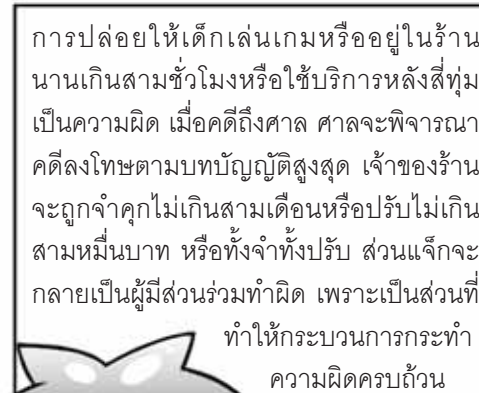 การปล่อยให้เด็กเล่นเกมหรืออยู่ในร้าน
นานเกินสามชั่วโมงหรือใช้บริการหลังสี่ทุ่ม
เป็นความผิด เมื่อคดีถึงศาล ศาลจะพิจารณา
คดีลงโทษตามบทบัญญัติสูงสุด เจ้าของร้าน
จะถูกจำคุกไม่เกินสามเดือนหรือปรับไม่เกิน
สามหมื่นบาท หรือทั้งจำทั้งปรับ ส่วนแจ็กจะ
กลายเป็นผู้มีส่วนร่วมทำผิด เพราะเป็นส่วนที่
ทำให้กระบวนการกระทำ
ความผิดครบถ้วน